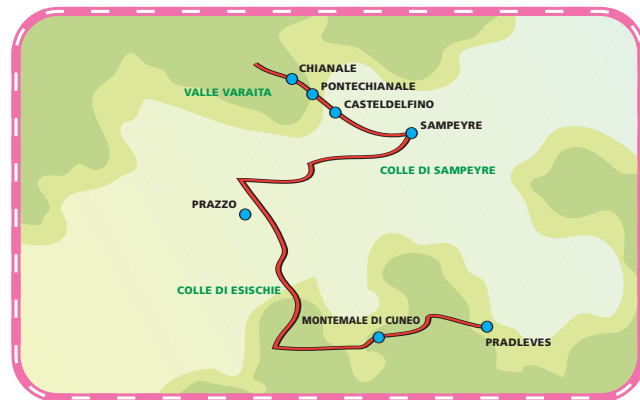 CHIANALE
PONTECHIANALE
VALLE VARAITA
CASTELDELFINO
SAMPEYRE
COLLE DI SAMPEYRE
PRAZZO
COLLE DI ESISCHIE
MONTEMALE DI CUNEO
PRADLEVES